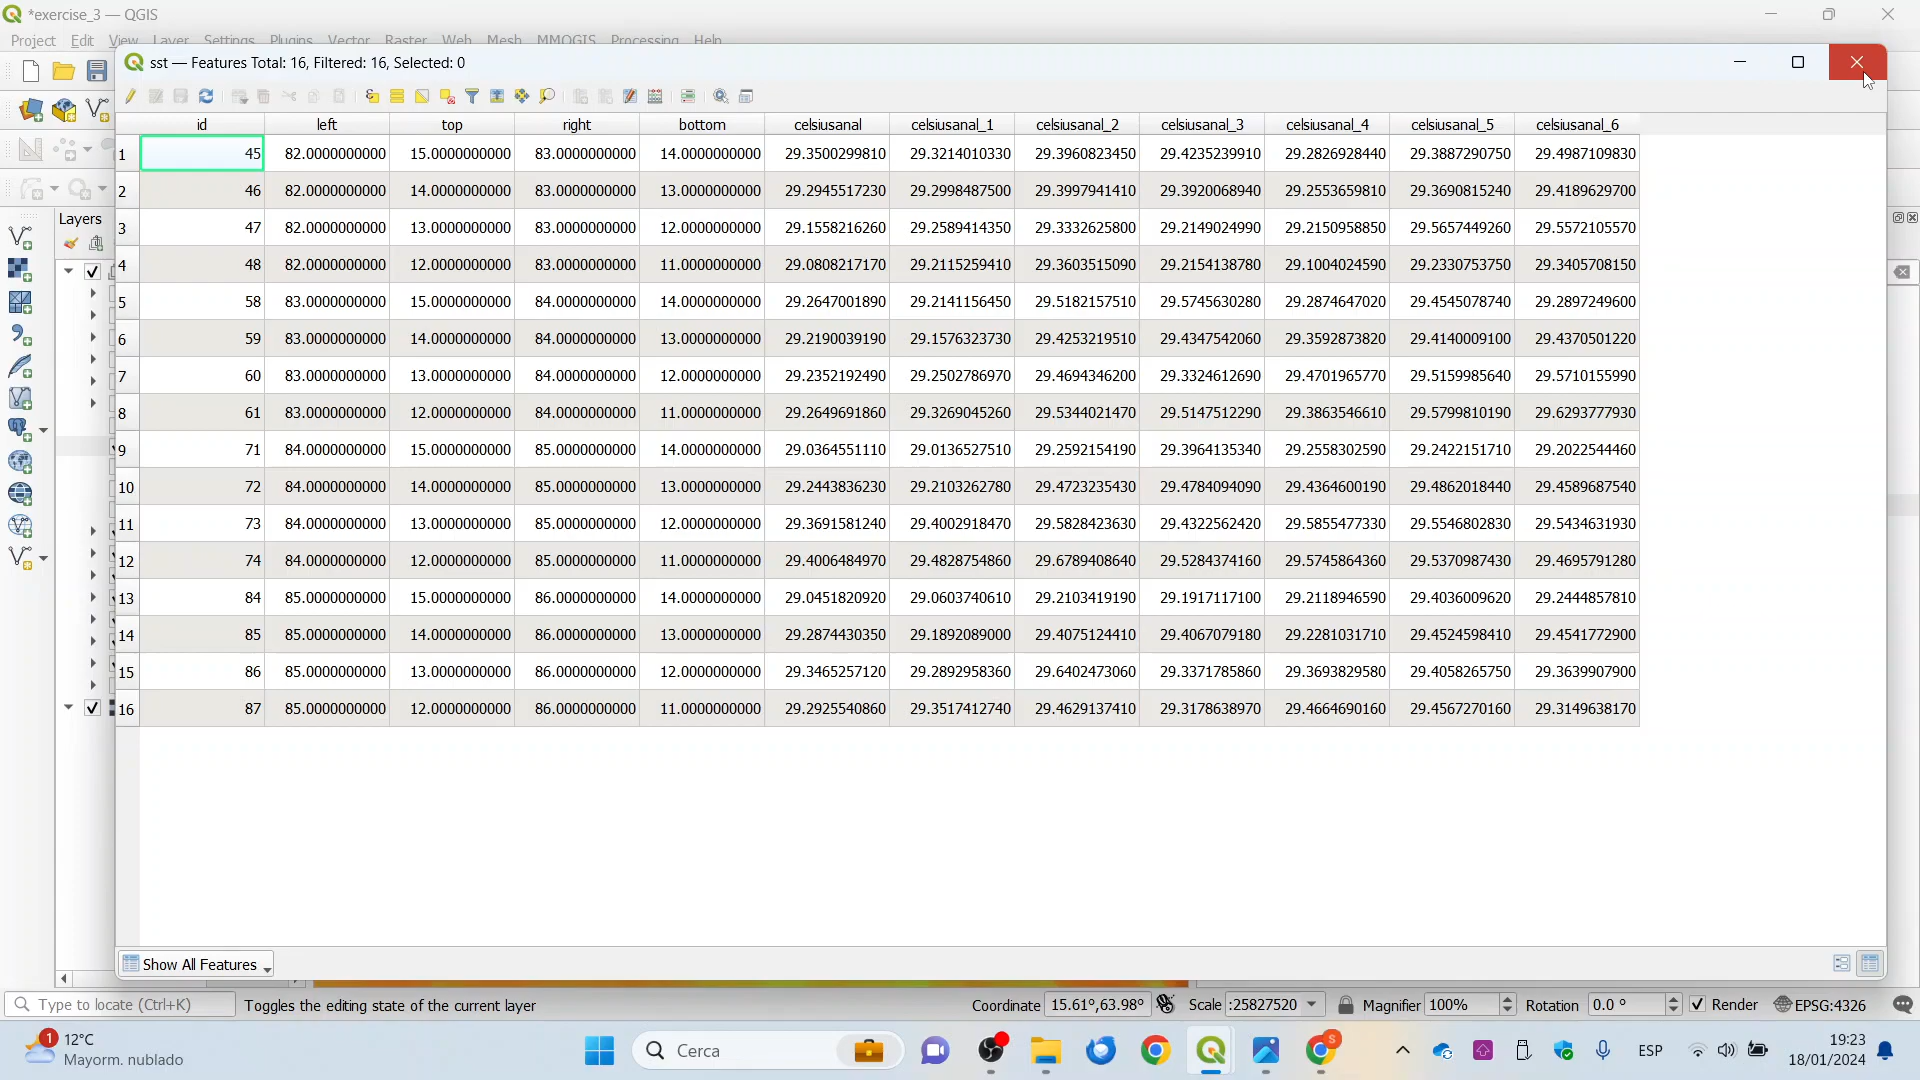 *exercise_3 — QGIS
Project Edit View Layer Settings Plugins Vector Raster Web Mesh MMQGIS Processing Help
sst — Features Total: 16, Filtered: 16, Selected: 0
id left top right bottom celsiusanal celsiusanal_1 celsiusanal_2 celsiusanal_3 celsiusanal_4 celsiusanal_5 celsiusanal_6
1 45 82.0000000000 15.0000000000 83.0000000000 14.0000000000 29.3500299810 29.3214010330 29.3960823450 29.4235239910 29.2826928440 29.3887290750 29.4987109830
2 46 82.0000000000 14.0000000000 83.0000000000 13.0000000000 29.2945517230 29.2998487500 29.3997941410 29.3920068940 29.2553659810 29.3690815240 29.4189629700
3 47 82.0000000000 13.0000000000 83.0000000000 12.0000000000 29.1558216260 29.2589414350 29.3332625800 29.2149024990 29.2150958850 29.5657449260 29.5572105570
4 48 82.0000000000 12.0000000000 83.0000000000 11.0000000000 29.0808217170 29.2115259410 29.3603515090 29.2154138780 29.1004024590 29.2330753750 29.3405708150
5 58 83.0000000000 15.0000000000 84.0000000000 14.0000000000 29.2647001890 29.2141156450 29.5182157510 29.5745630280 29.2874647020 29.4545078740 29.2897249600
6 59 83.0000000000 14.0000000000 84.0000000000 13.0000000000 29.2190039190 29.1576323730 29.4253219510 29.4347542060 29.3592873820 29.4140009100 29.4370501220
7 60 83.0000000000 13.0000000000 84.0000000000 12.0000000000 29.2352192490 29.2502786970 29.4694346200 29.3324612690 29.4701965770 29.5159985640 29.5710155990
8 61 83.0000000000 12.0000000000 84.0000000000 11.0000000000 29.2649691860 29.3269045260 29.5344021470 29.5147512290 29.3863546610 29.5799810190 29.6293777930
9 71 84.0000000000 15.0000000000 85.0000000000 14.0000000000 29.0364551110 29.0136527510 29.2592154190 29.3964135340 29.2558302590 29.2422151710 29.2022544460
10 72 84.0000000000 14.0000000000 85.0000000000 13.0000000000 29.2443836230 29.2103262780 29.4723235430 29.4784094090 29.4364600190 29.4862018440 29.4589687540
11 73 84.0000000000 13.0000000000 85.0000000000 12.0000000000 29.3691581240 29.4002918470 29.5828423630 29.4322562420 29.5855477330 29.5546802830 29.5434631930
12 74 84.0000000000 12.0000000000 85.0000000000 11.0000000000 29.4006484970 29.4828754860 29.6789408640 29.5284374160 29.5745864360 29.5370987430 29.4695791280
13 84 85.0000000000 15.0000000000 86.0000000000 14.0000000000 29.0451820920 29.0603740610 29.2103419190 29.1917117100 29.2118946590 29.4036009620 29.2444857810
14 85 85.0000000000 14.0000000000 86.0000000000 13.0000000000 29.2874430350 29.1892089000 29.4075124410 29.4067079180 29.2281031710 29.4524598410 29.4541772900
15 86 85.0000000000 13.0000000000 86.0000000000 12.0000000000 29.3465257120 29.2892958360 29.6402473060 29.3371785860 29.3693829580 29.4058265750 29.3639907900
16 87 85.0000000000 12.0000000000 86.0000000000 11.0000000000 29.2925540860 29.3517412740 29.4629137410 29.3178638970 29.4664690160 29.4567270160 29.3149638170
Layers
Show All Features
Type to locate (Ctrl+K) Toggles the editing state of the current layer Coordinate 15.61°,63.98° Scale :25827520 Magnifier 100% Rotation 0.0 ° Render EPSG:4326
1 12°C
Mayorm. nublado
Cerca
S
ESP
19:23
18/01/2024